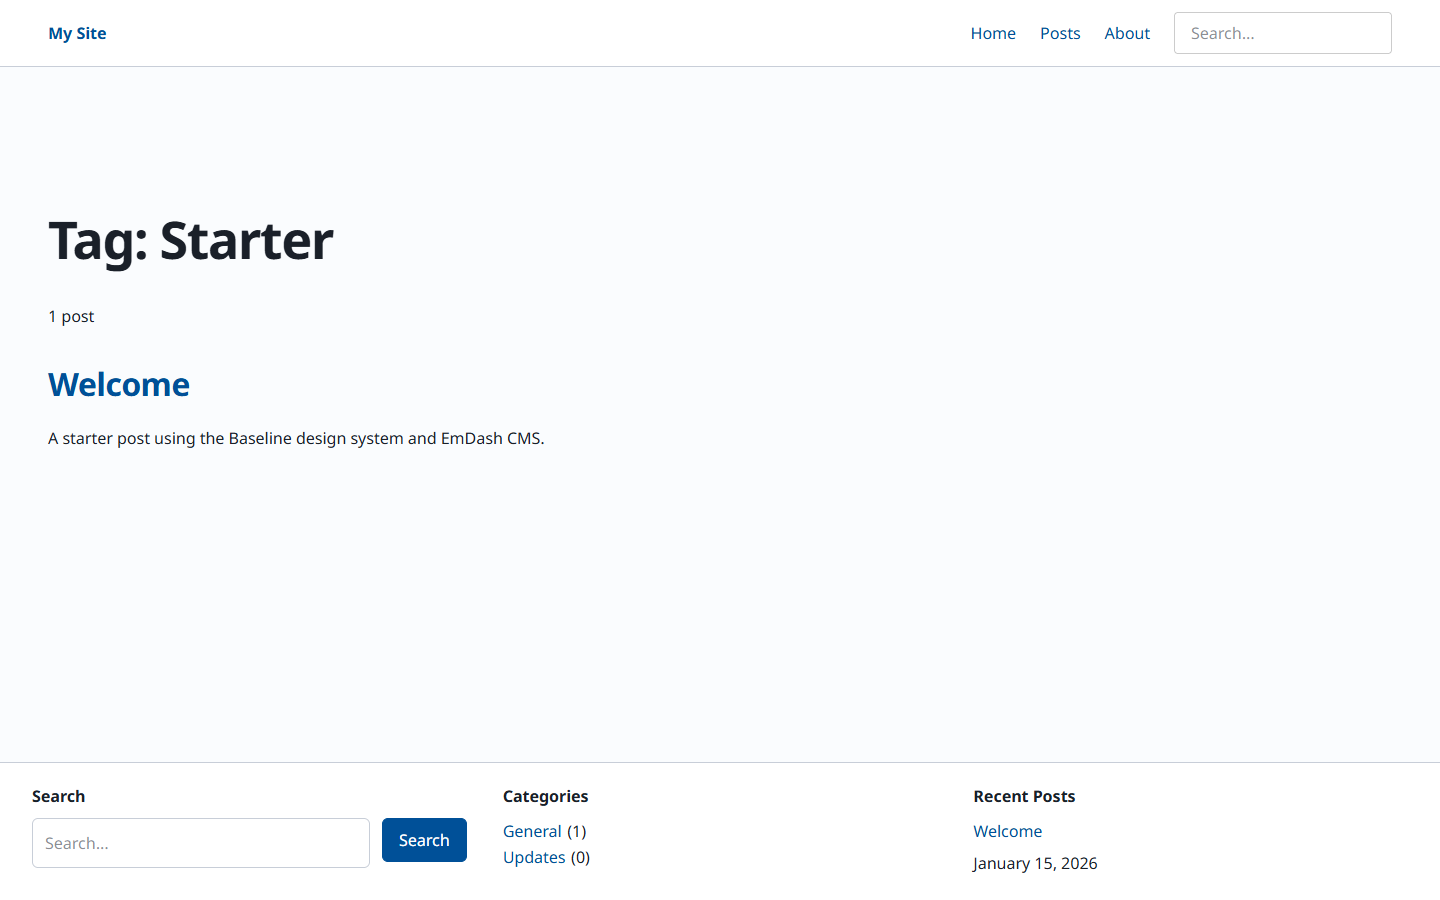 My Site
Home
Posts
About
Search...
Tag: Starter
1 post
Welcome
A starter post using the Baseline design system and EmDash CMS.
Search
Search...
Search
Categories
General (1)
Updates (0)
Recent Posts
Welcome
January 15, 2026